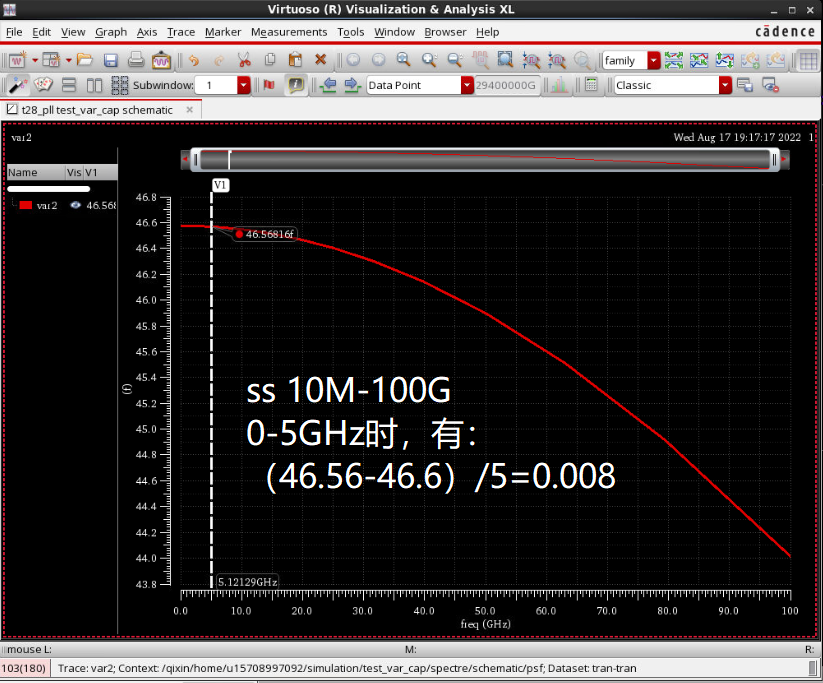 Virtuoso (R) Visualization & Analysis XL
File Edit View Graph Axis Trace Marker Measurements Tools Window Browser Help
cādence
family
Subwindow: 1
Data Point
29400000G
Classic
t28_pll test_var_cap schematic
var2
Wed Aug 17 19:17:17 2022 1
Name Vis V1
var2 46.568
V1
46.56816f
46.8
46.6
46.4
46.2
46.0
45.8
45.6
45.4
45.2
45.0
44.8
44.6
44.4
44.2
44.0
43.8
(f)
ss 10M-100G
0-5GHz时，有：
（46.56-46.6）/5=0.008
5.12129GHz
0.0 10.0 20.0 30.0 40.0 50.0 60.0 70.0 80.0 90.0 100
freq (GHz)
mouse L: M: R:
103(180) Trace: var2; Context: /qixin/home/u15708997092/simulation/test_var_cap/spectre/schematic/psf; Dataset: tran-tran